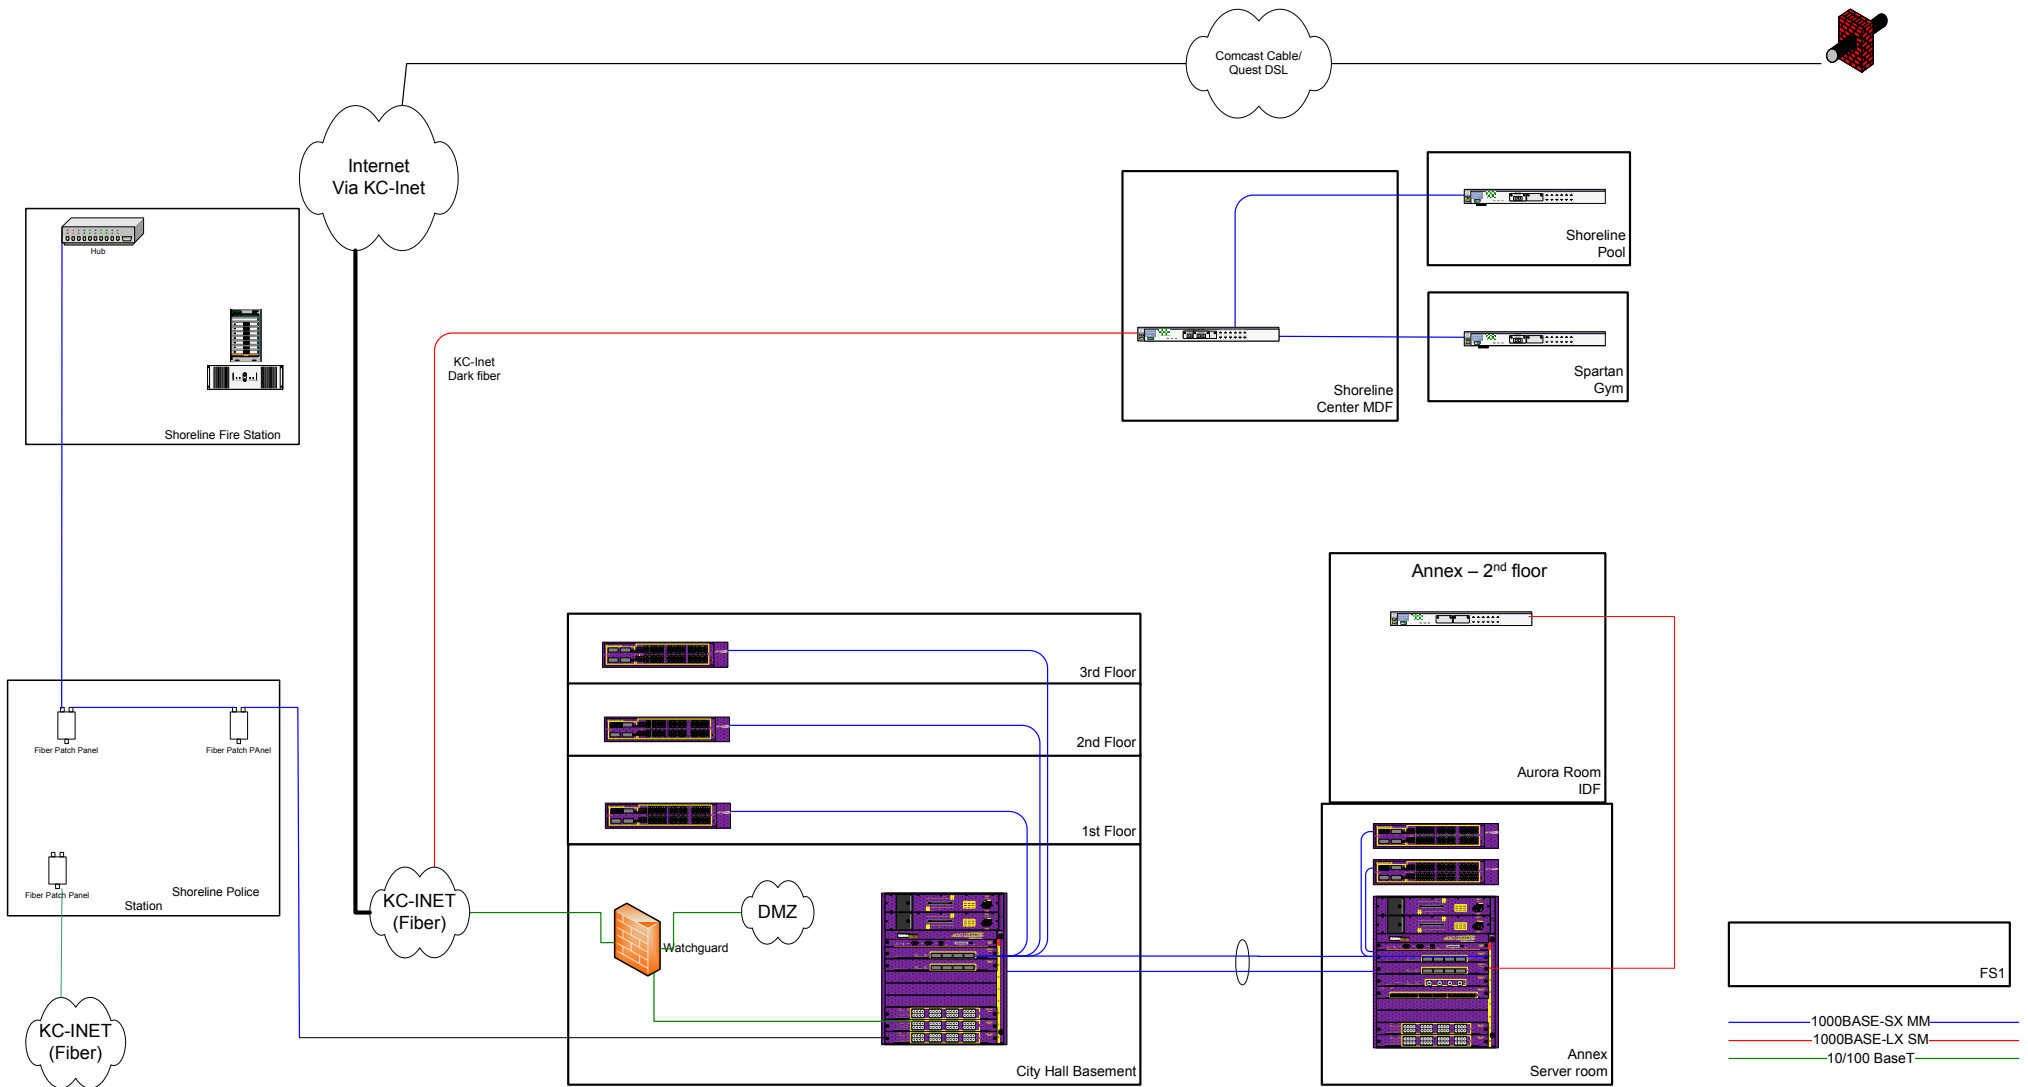 Comcast Cable/
Quest DSL
Internet
Via KC-Inet
Hub
Shoreline Fire Station
KC-Inet
Dark fiber
Shoreline
Pool
Spartan
Gym
Shoreline
Center MDF
Annex – 2nd floor
Aurora Room
IDF
3rd Floor
2nd Floor
1st Floor
Fiber Patch Panel
Fiber Patch PAnel
Fiber Patch Panel
Shoreline Police
Station
KC-INET
(Fiber)
KC-INET
(Fiber)
Watchguard
DMZ
City Hall Basement
Annex
Server room
FS1
1000BASE-SX MM
1000BASE-LX SM
10/100 BaseT